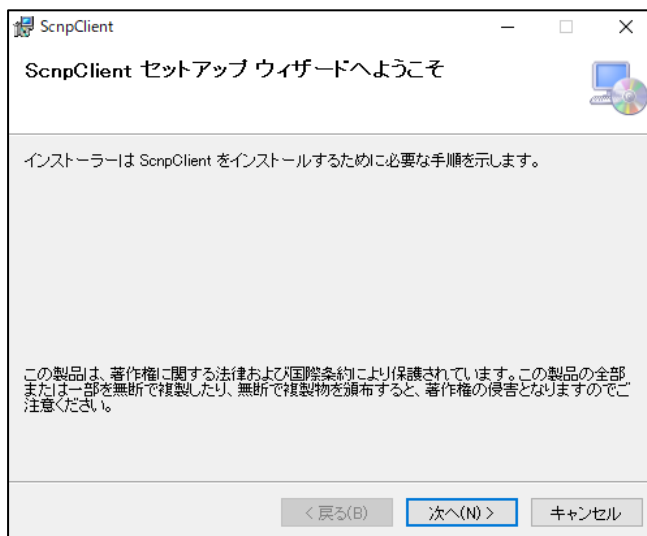 ScnpClient
ScnpClient セットアップ ウィザードへようこそ
インストーラーは ScnpClient をインストールするために必要な手順を示します。
この製品は、著作権に関する法律および国際条約により保護されています。この製品の全部
または一部を無断で複製したり、無断で複製物を頒布すると、著作権の侵害となりますのでご
注意ください。
< 戻る(B)
次へ(N) >
キャンセル